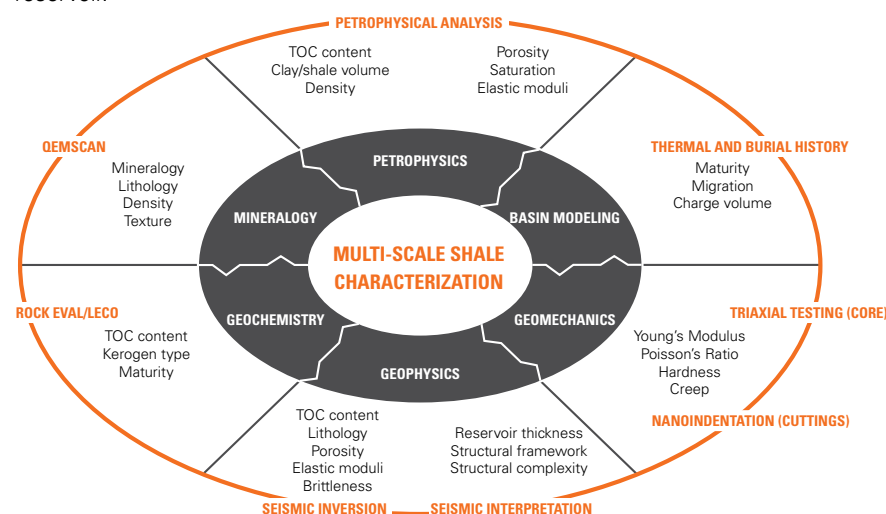 PETROPHYSICAL ANALYSIS
TOC content
Clay/shale volume
Density
Porosity
Saturation
Elastic moduli
QEMSCAN
Mineralogy
Lithology
Density
Texture
THERMAL AND BURIAL HISTORY
Maturity
Migration
Charge volume
PETROPHYSICS
MINERALOGY
BASIN MODELING
MULTI-SCALE SHALE
CHARACTERIZATION
GEOCHEMISTRY
GEOMECHANICS
GEOPHYSICS
ROCK EVAL/LECO
TOC content
Kerogen type
Maturity
TRIAXIAL TESTING (CORE)
Young's Modulus
Poisson's Ratio
Hardness
Creep
NANOINDENTATION (CUTTINGS)
TOC content
Lithology
Porosity
Elastic moduli
Brittleness
Reservoir thickness
Structural framework
Structural complexity
SEISMIC INVERSION
SEISMIC INTERPRETATION